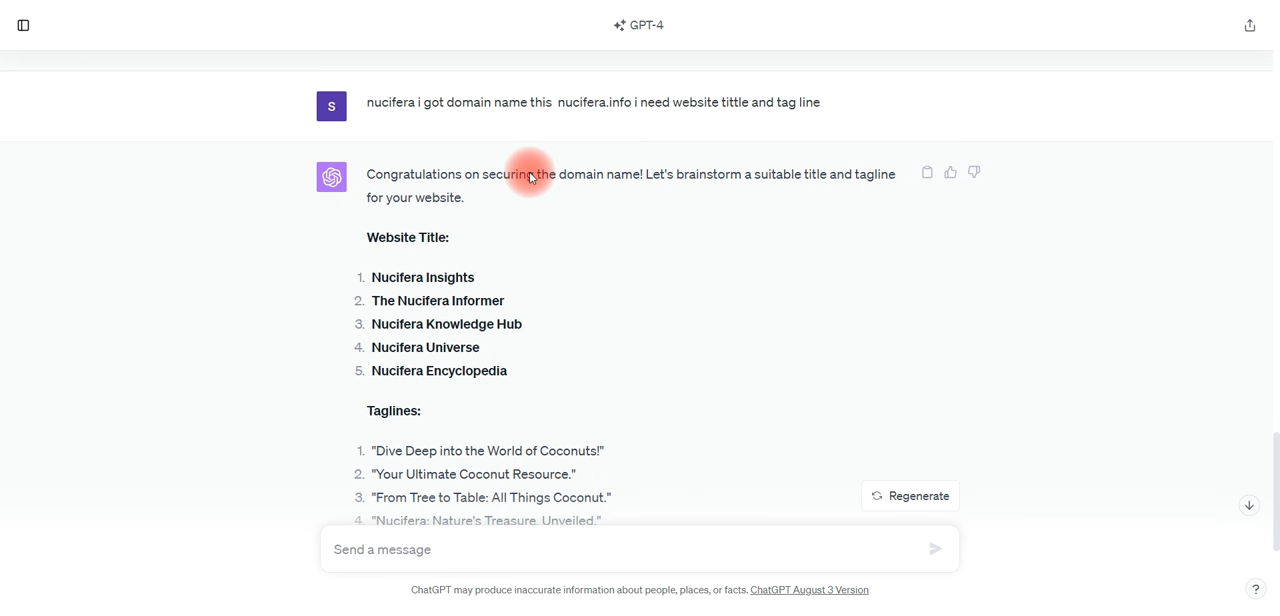 GPT-4
S
nucifera i got domain name this  nucifera.info i need website tittle and tag line
Congratulations on securing the domain name! Let's brainstorm a suitable title and tagline
for your website.
Website Title:
1. Nucifera Insights
2. The Nucifera Informer
3. Nucifera Knowledge Hub
4. Nucifera Universe
5. Nucifera Encyclopedia
Taglines:
1. "Dive Deep into the World of Coconuts!"
2. "Your Ultimate Coconut Resource."
3. "From Tree to Table: All Things Coconut."
Regenerate
4. "Nucifera: Nature's Treasure, Unveiled."
Send a message
ChatGPT may produce inaccurate information about people, places, or facts. ChatGPT August 3 Version
?